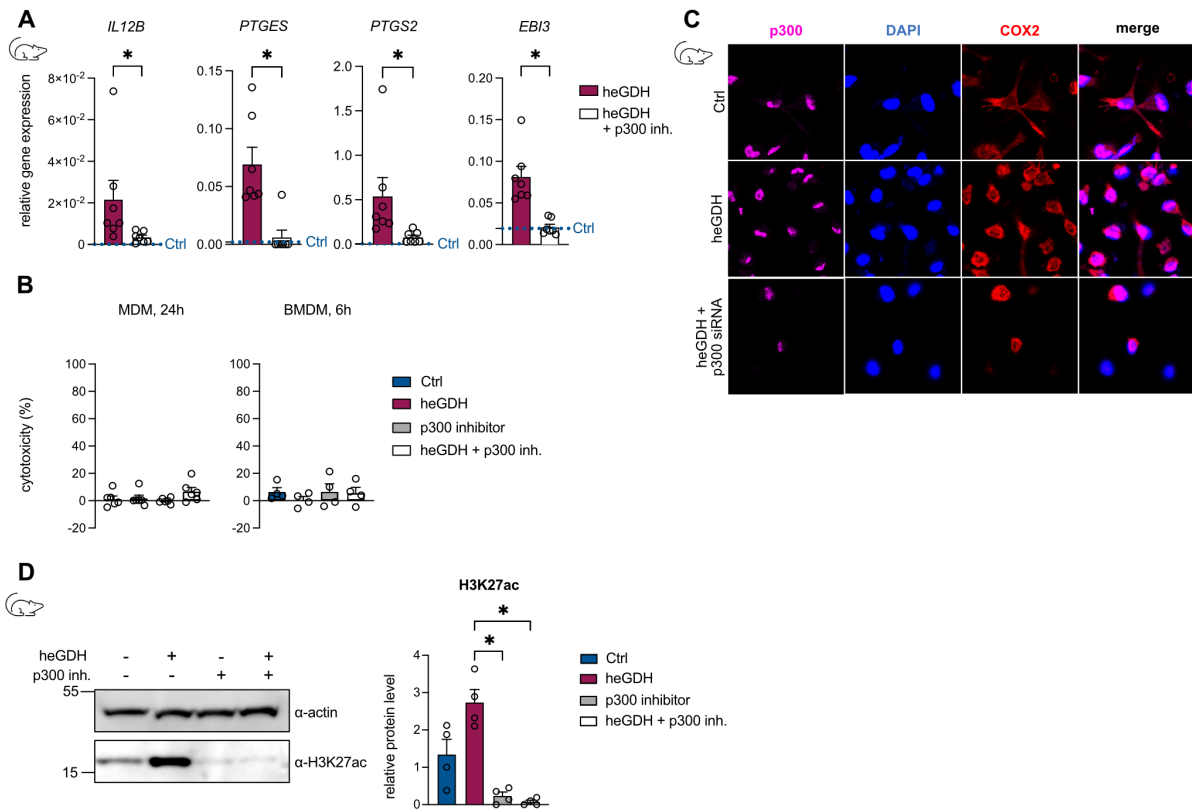 A
IL12B
PTGES
PTGS2
EBI3
*
*
*
*
relative gene expression
8×10⁻²
6×10⁻²
4×10⁻²
2×10⁻²
0
Ctrl
0.15
0.10
0.05
0.00
Ctrl
2.0
1.5
1.0
0.5
0.0
Ctrl
0.20
0.15
0.10
0.05
0.00
Ctrl
heGDH
heGDH
+ p300 inh.
B
MDM, 24h
BMDM, 6h
cytotoxicity (%)
100
80
60
40
20
0
-20
100
80
60
40
20
0
-20
Ctrl
heGDH
p300 inhibitor
heGDH + p300 inh.
C
p300
DAPI
COX2
merge
Ctrl
heGDH
heGDH +
p300 siRNA
D
heGDH - + - +
p300 inh. - - + +
55
α-actin
15
α-H3K27ac
H3K27ac
*
*
relative protein level
4
3
2
1
0
Ctrl
heGDH
p300 inhibitor
heGDH + p300 inh.